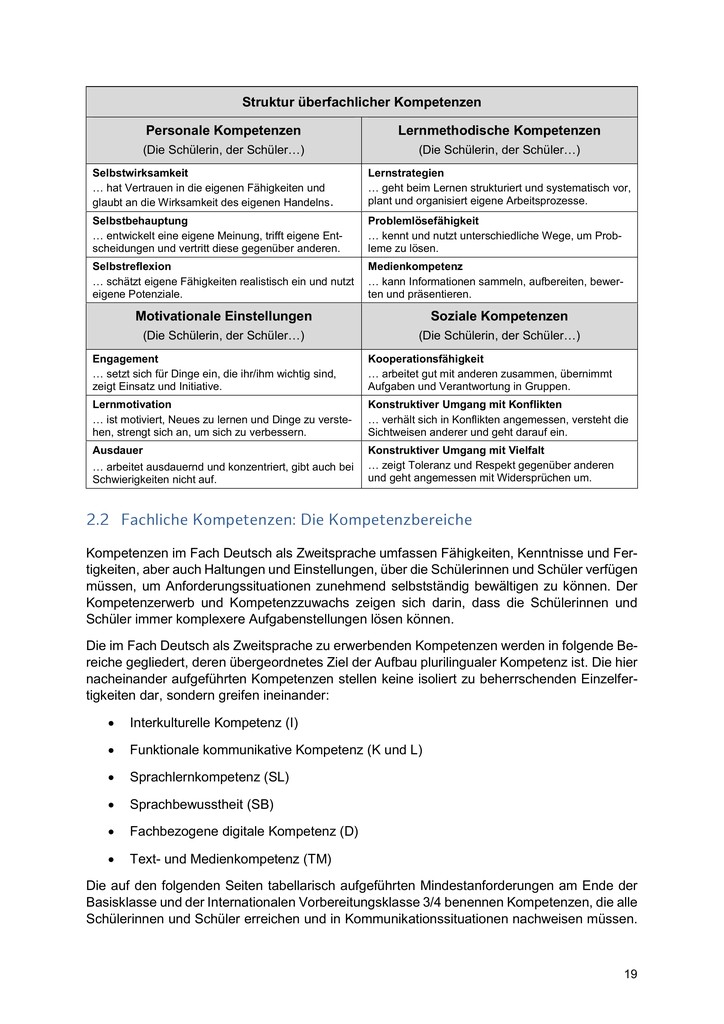 Struktur überfachlicher Kompetenzen
Personale Kompetenzen
(Die Schülerin, der Schüler…)
Lernmethodische Kompetenzen
(Die Schülerin, der Schüler…)
Selbstwirksamkeit
… hat Vertrauen in die eigenen Fähigkeiten und
glaubt an die Wirksamkeit des eigenen Handelns.
Lernstrategien
… geht beim Lernen strukturiert und systematisch vor,
plant und organisiert eigene Arbeitsprozesse.
Selbstbehauptung
… entwickelt eine eigene Meinung, trifft eigene Ent-
scheidungen und vertritt diese gegenüber anderen.
Problemlösefähigkeit
… kennt und nutzt unterschiedliche Wege, um Prob-
leme zu lösen.
Selbstreflexion
… schätzt eigene Fähigkeiten realistisch ein und nutzt
eigene Potenziale.
Medienkompetenz
… kann Informationen sammeln, aufbereiten, bewer-
ten und präsentieren.
Motivationale Einstellungen
(Die Schülerin, der Schüler…)
Soziale Kompetenzen
(Die Schülerin, der Schüler…)
Engagement
… setzt sich für Dinge ein, die ihr/ihm wichtig sind,
zeigt Einsatz und Initiative.
Kooperationsfähigkeit
… arbeitet gut mit anderen zusammen, übernimmt
Aufgaben und Verantwortung in Gruppen.
Lernmotivation
… ist motiviert, Neues zu lernen und Dinge zu verste-
hen, strengt sich an, um sich zu verbessern.
Konstruktiver Umgang mit Konflikten
… verhält sich in Konflikten angemessen, versteht die
Sichtweisen anderer und geht darauf ein.
Ausdauer
… arbeitet ausdauernd und konzentriert, gibt auch bei
Schwierigkeiten nicht auf.
Konstruktiver Umgang mit Vielfalt
… zeigt Toleranz und Respekt gegenüber anderen
und geht angemessen mit Widersprüchen um.
2.2 Fachliche Kompetenzen: Die Kompetenzbereiche
Kompetenzen im Fach Deutsch als Zweitsprache umfassen Fähigkeiten, Kenntnisse und Fer-
tigkeiten, aber auch Haltungen und Einstellungen, über die Schülerinnen und Schüler verfügen
müssen, um Anforderungssituationen zunehmend selbstständig bewältigen zu können. Der
Kompetenzerwerb und Kompetenzzuwachs zeigen sich darin, dass die Schülerinnen und
Schüler immer komplexere Aufgabenstellungen lösen können.
Die im Fach Deutsch als Zweitsprache zu erwerbenden Kompetenzen werden in folgende Be-
reiche gegliedert, deren übergeordnetes Ziel der Aufbau plurilingualer Kompetenz ist. Die hier
nacheinander aufgeführten Kompetenzen stellen keine isoliert zu beherrschenden Einzelfer-
tigkeiten dar, sondern greifen ineinander:
• Interkulturelle Kompetenz (I)
• Funktionale kommunikative Kompetenz (K und L)
• Sprachlernkompetenz (SL)
• Sprachbewusstheit (SB)
• Fachbezogene digitale Kompetenz (D)
• Text- und Medienkompetenz (TM)
Die auf den folgenden Seiten tabellarisch aufgeführten Mindestanforderungen am Ende der
Basisklasse und der Internationalen Vorbereitungsklasse 3/4 benennen Kompetenzen, die alle
Schülerinnen und Schüler erreichen und in Kommunikationssituationen nachweisen müssen.
19